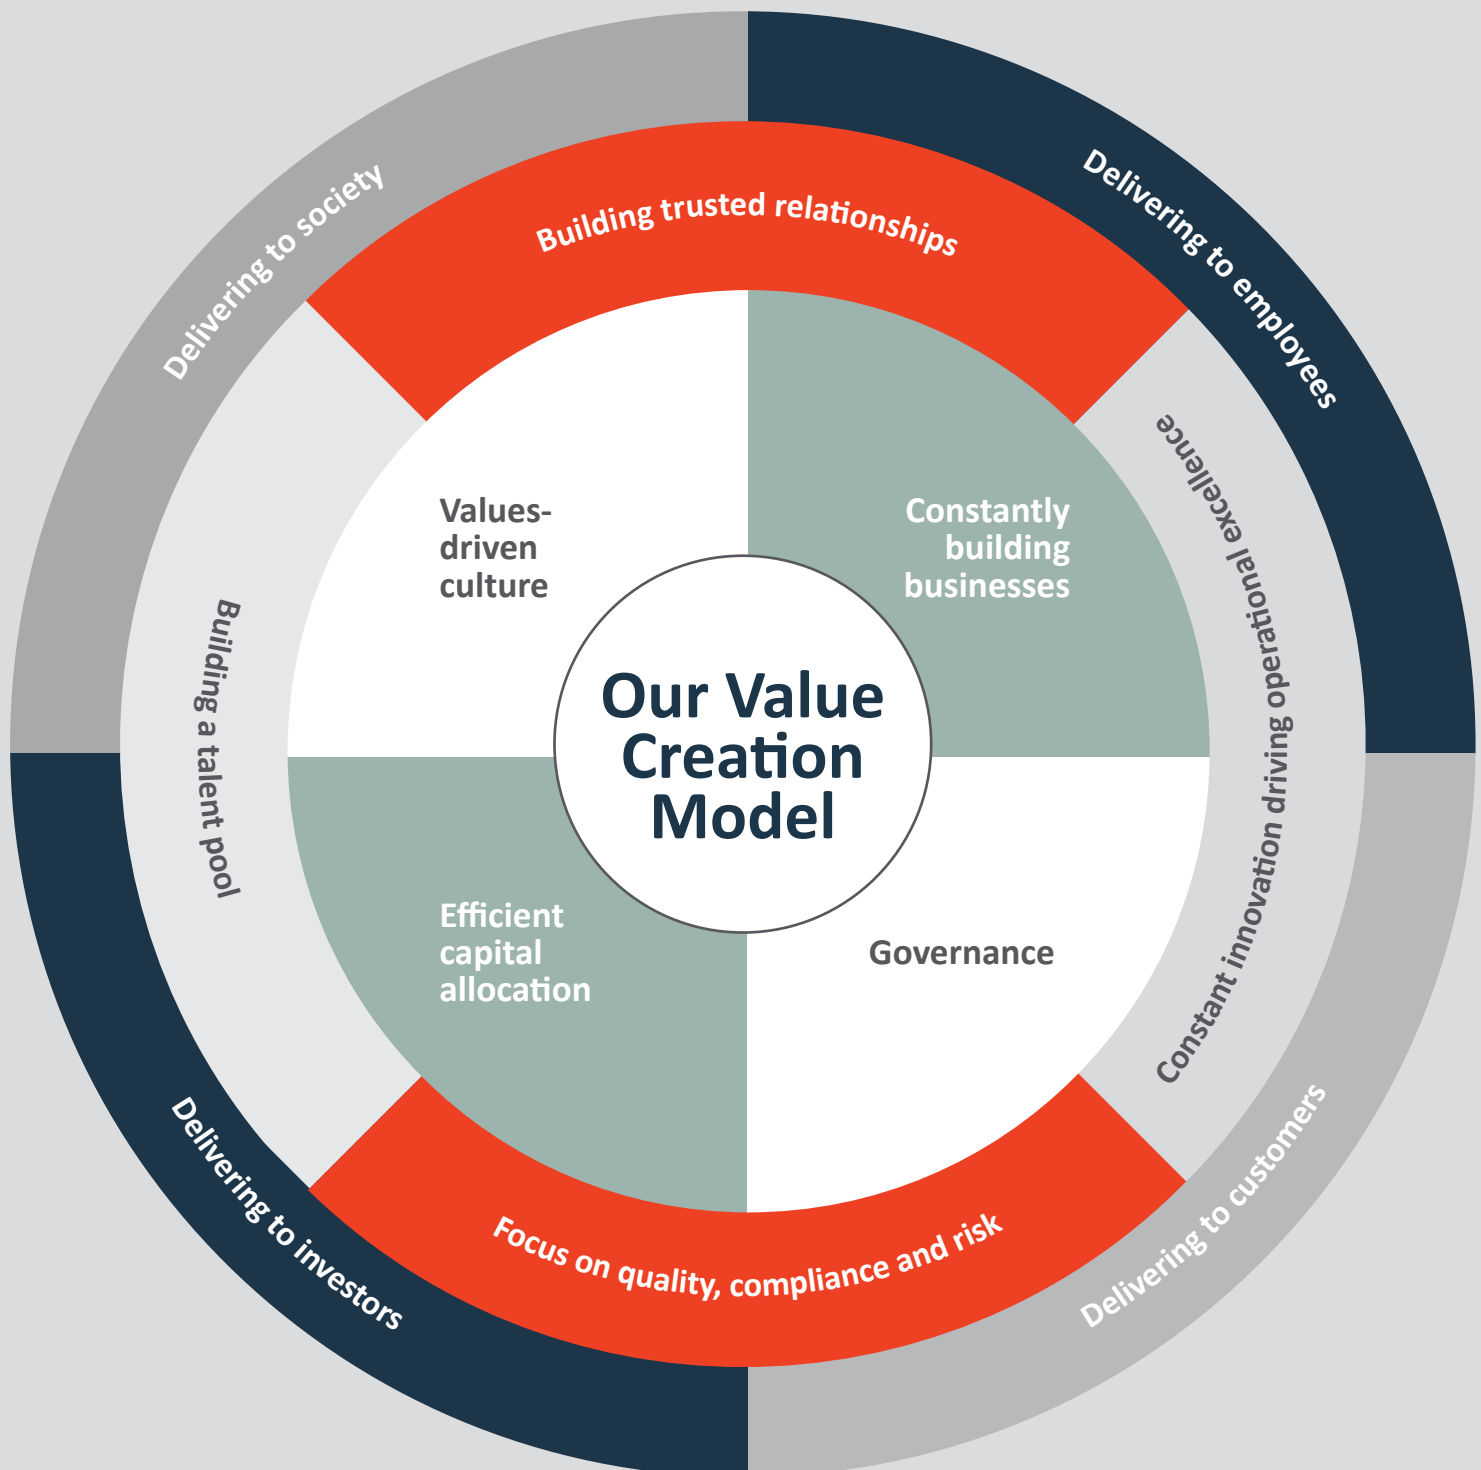 Delivering to society
Delivering to employees
Building trusted relationships
Values-
driven
culture
Constantly
building
businesses
Building a talent pool
Our Value
Creation
Model
Constant innovation driving operational excellence
Efficient
capital
allocation
Governance
Focus on quality, compliance and risk
Delivering to investors
Delivering to customers